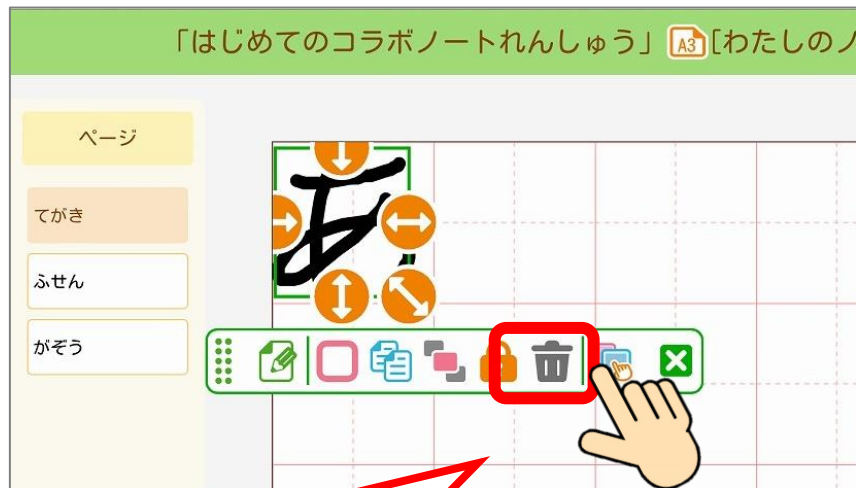 「はじめてのコラボノートれんしゅう」 A3 [わたしのノ
ページ
てがき
ふせん
がぞう
あ